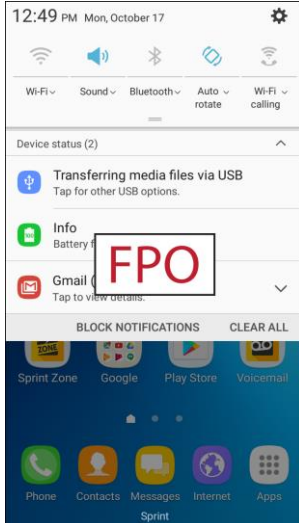 12:49 PM Mon, October 17
Wi-Fi Sound Bluetooth Auto rotate Wi-Fi calling
Device status (2)
Transferring media files via USB
Tap for other USB options.
Info
Battery
FPO
Gmail
Tap to view details.
BLOCK NOTIFICATIONS CLEAR ALL
ZONE
Sprint Zone Google Play Store Voicemail
Phone Contacts Messages Internet Apps
Sprint